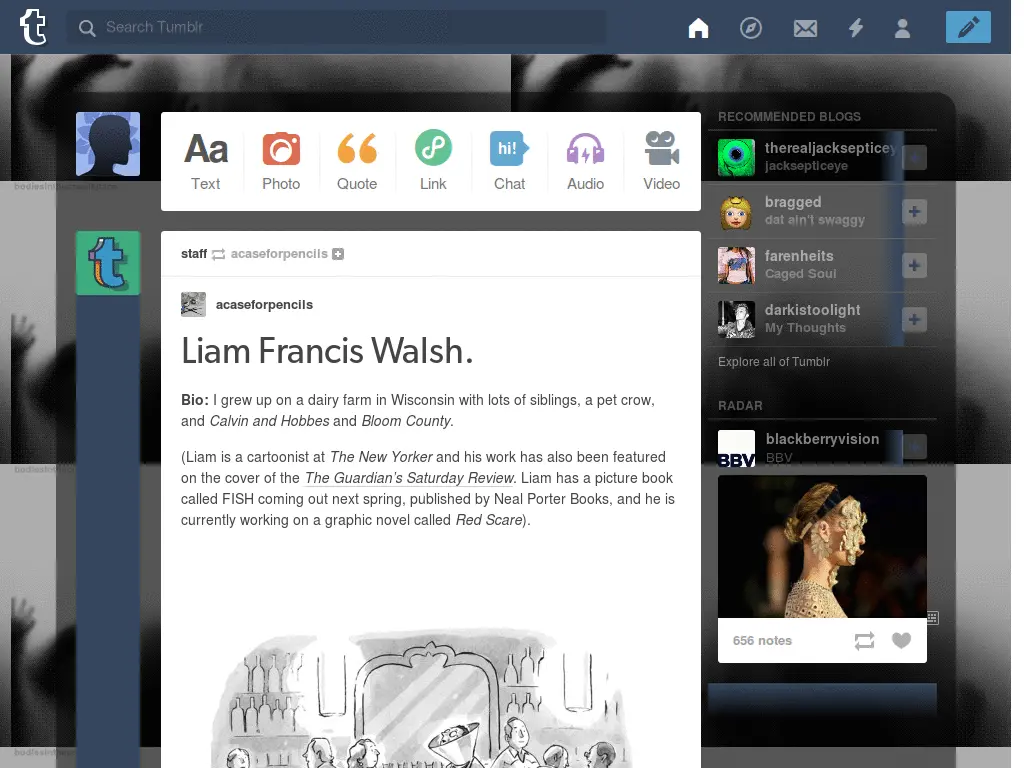 Search Tumblr
Aa
hi!
Text
Photo
Quote
Link
Chat
Audio
Video
staff acaseforpencils
acaseforpencils
Liam Francis Walsh.
Bio: I grew up on a dairy farm in Wisconsin with lots of siblings, a pet crow,
and Calvin and Hobbes and Bloom County.
(Liam is a cartoonist at The New Yorker and his work has also been featured
on the cover of the The Guardian’s Saturday Review. Liam has a picture book
called FISH coming out next spring, published by Neal Porter Books, and he is
currently working on a graphic novel called Red Scare).
RECOMMENDED BLOGS
therealjacksepticey
jacksepticeye
bragged
dat ain't swaggy
farenheits
Caged Soul
darkistoolight
My Thoughts
Explore all of Tumblr
RADAR
BBV
blackberryvision
BBV
656 notes